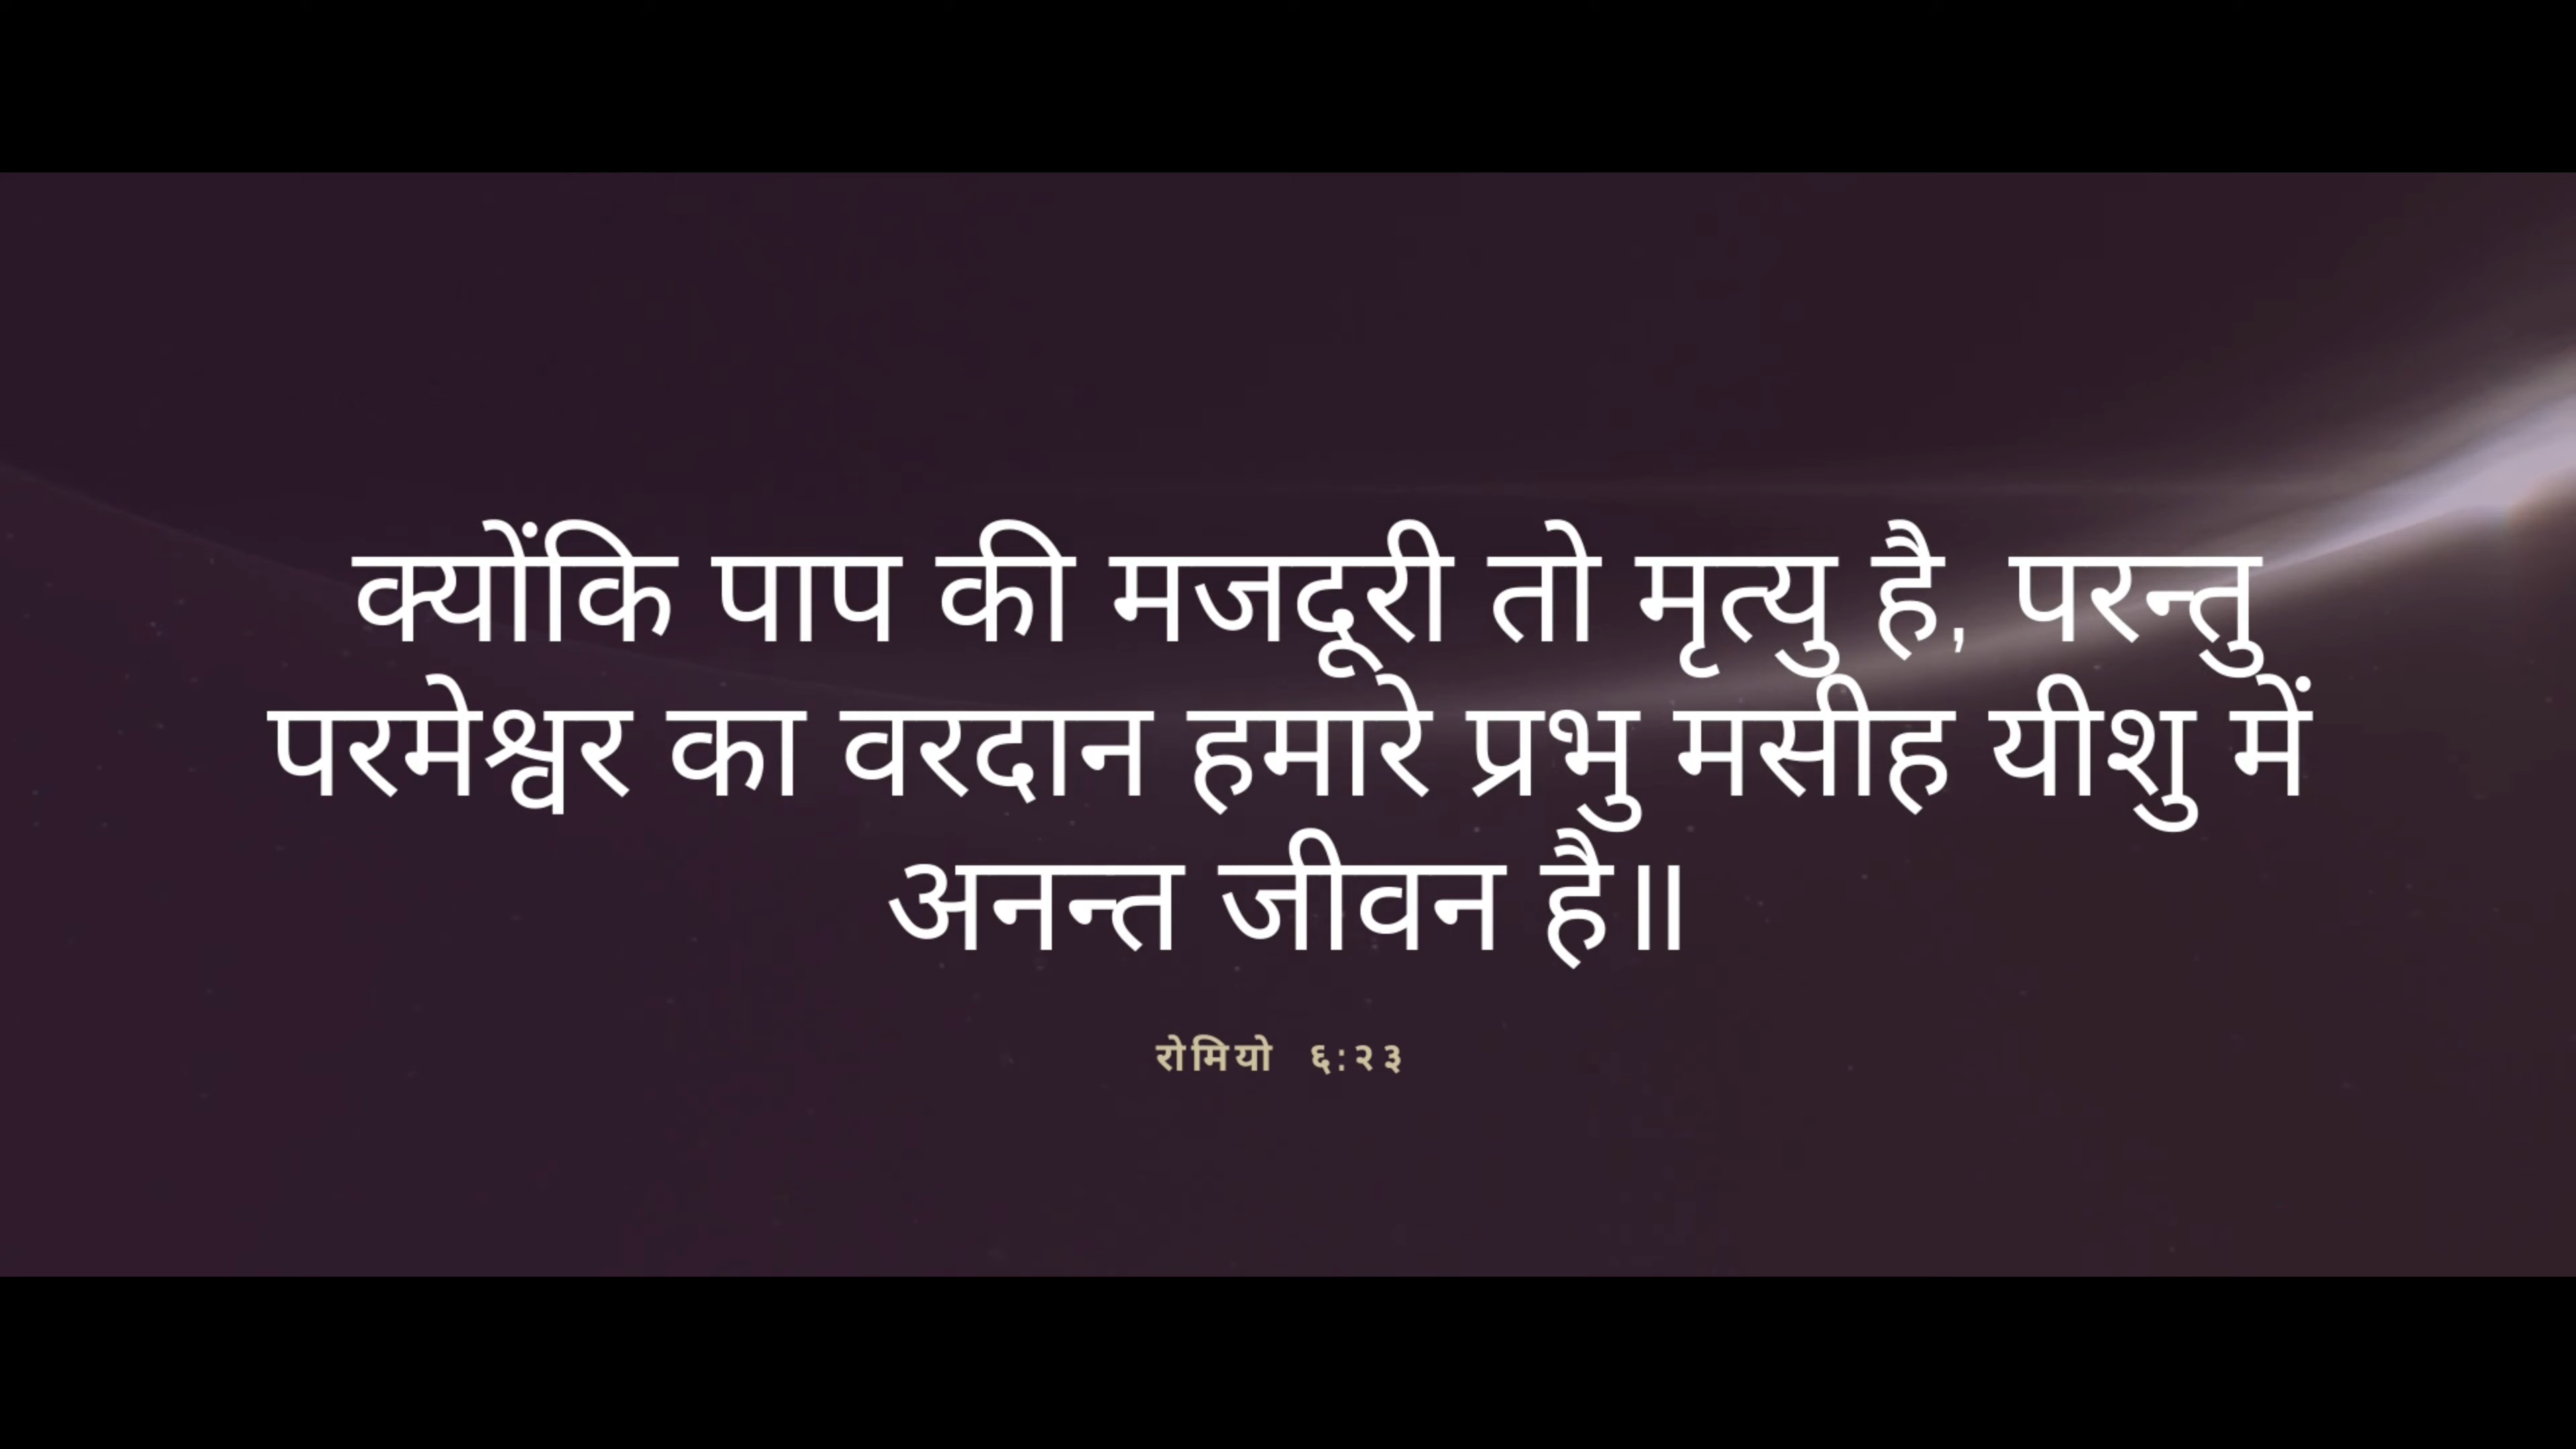 क्योंकि पाप की मजदूरी तो मृत्यु है, परन्तु
परमेश्वर का वरदान हमारे प्रभु मसीह यीशु में
अनन्त जीवन है॥
रोमियो ६:२३